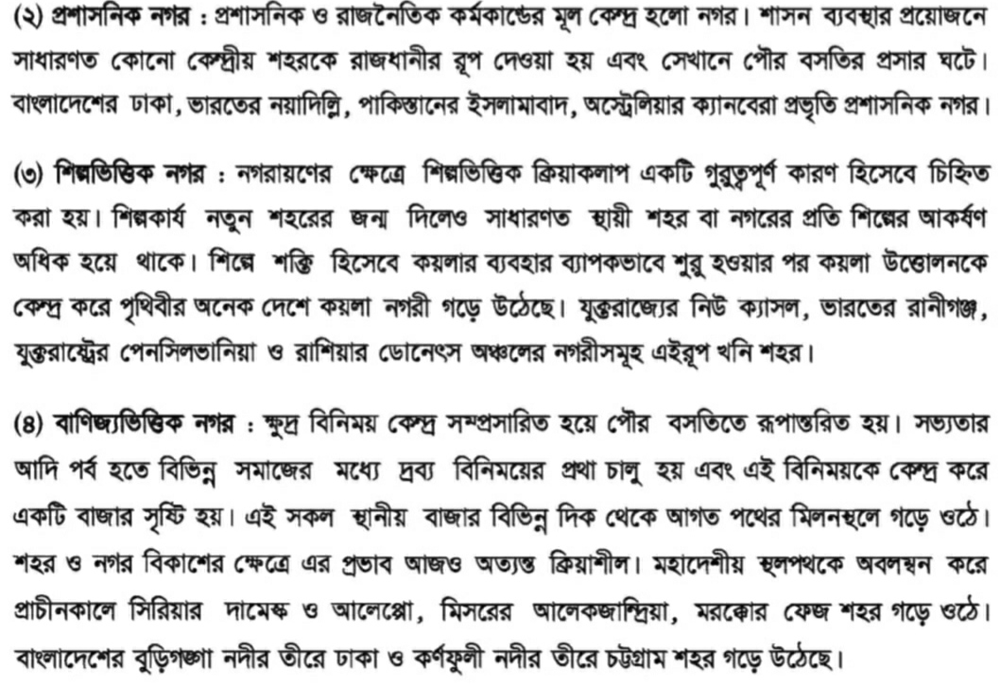 (২) প্রশাসনিক নগর : প্রশাসনিক ও রাজনৈতিক কর্মকাণ্ডের মূল কেন্দ্র হলো নগর। শাসন ব্যবস্থার প্রয়োজনে
সাধারণত কোনো কেন্দ্রীয় শহরকে রাজধানীর রূপ দেওয়া হয় এবং সেখানে পৌর বসতির প্রসার ঘটে।
বাংলাদেশের ঢাকা, ভারতের নয়াদিল্লি, পাকিস্তানের ইসলামাবাদ, অস্ট্রেলিয়ার ক্যানবেরা প্রভৃতি প্রশাসনিক নগর।
(৩) শিল্পভিত্তিক নগর : নগরায়ণের ক্ষেত্রে শিল্পভিত্তিক ক্রিয়াকলাপ একটি গুরুত্বপূর্ণ কারণ হিসেবে চিহ্নিত
করা হয়। শিল্পকার্য নতুন শহরের জন্ম দিলেও সাধারণত স্থায়ী শহর বা নগরের প্রতি শিল্পের আকর্ষণ
অধিক হয়ে থাকে। শিল্পে শক্তি হিসেবে কয়লার ব্যবহার ব্যাপকভাবে শুরু হওয়ার পর কয়লা উত্তোলনকে
কেন্দ্র করে পৃথিবীর অনেক দেশে কয়লা নগরী গড়ে উঠেছে। যুক্তরাজ্যের নিউ ক্যাসল, ভারতের রানীগঞ্জ,
যুক্তরাষ্ট্রের পেনসিলভানিয়া ও রাশিয়ার ডোনেৎস অঞ্চলের নগরীসমূহ এইরূপ খনি শহর।
(৪) বাণিজ্যভিত্তিক নগর : ক্ষুদ্র বিনিময় কেন্দ্র সম্প্রসারিত হয়ে পৌর বসতিতে রূপান্তরিত হয়। সভ্যতার
আদি পর্ব হতে বিভিন্ন সমাজের মধ্যে দ্রব্য বিনিময়ের প্রথা চালু হয় এবং এই বিনিময়কে কেন্দ্র করে
একটি বাজার সৃষ্টি হয়। এই সকল স্থানীয় বাজার বিভিন্ন দিক থেকে আগত পথের মিলনস্থলে গড়ে ওঠে।
শহর ও নগর বিকাশের ক্ষেত্রে এর প্রভাব আজও অত্যন্ত ক্রিয়াশীল। মহাদেশীয় স্থলপথকে অবলম্বন করে
প্রাচীনকালে সিরিয়ার দামেস্ক ও আলেপ্পো, মিসরের আলেকজান্দ্রিয়া, মরক্কোর ফেজ শহর গড়ে ওঠে।
বাংলাদেশের বুড়িগঙ্গা নদীর তীরে ঢাকা ও কর্ণফুলী নদীর তীরে চট্টগ্রাম শহর গড়ে উঠেছে।